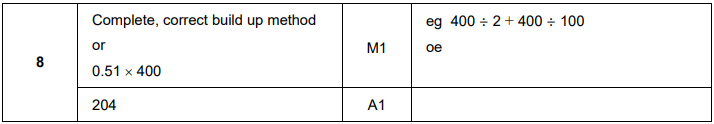 8
Complete, correct build up method
or
0.51 × 400
M1
eg 400 ÷ 2 + 400 ÷ 100
oe
204
A1